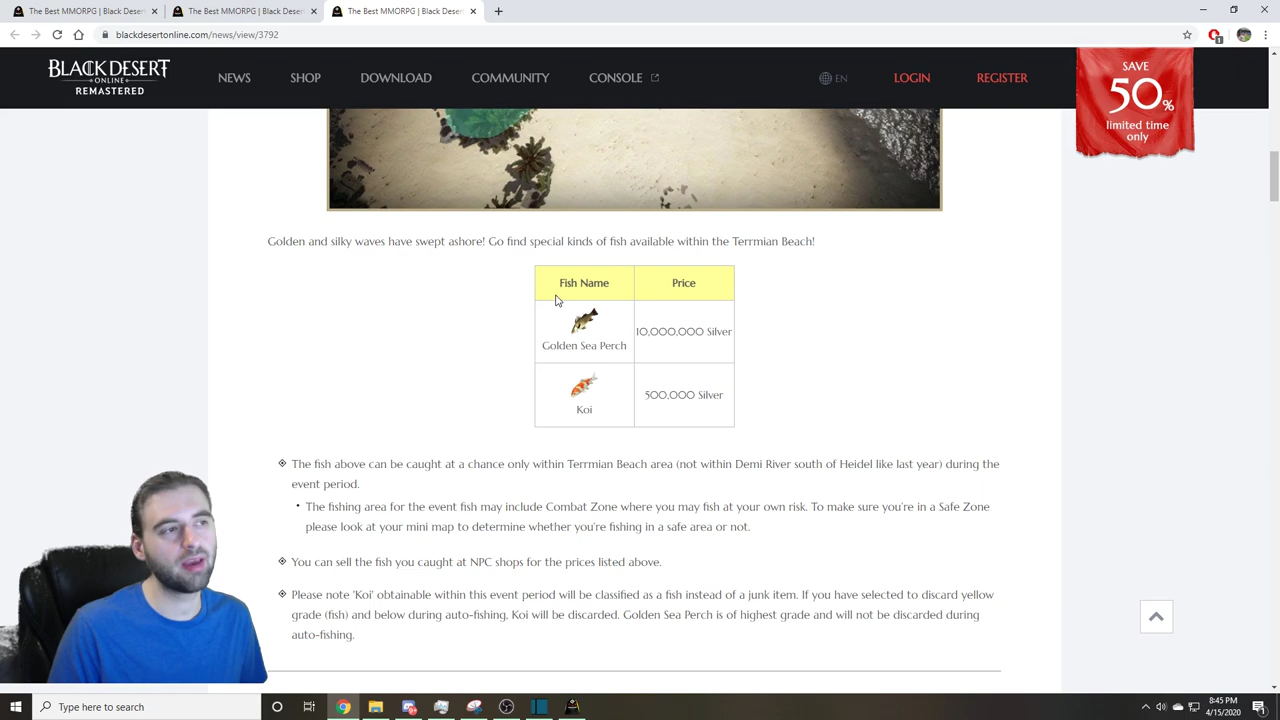 The Best MMORPG | Black Desert
The Best MMORPG | Black Desert
The Best MMORPG | Black Desert
blackdesertonline.com/news/view/3792
1
BLACK DESERT
ONLINE
REMASTERED
NEWS
SHOP
DOWNLOAD
COMMUNITY
CONSOLE
EN
LOGIN
REGISTER
SAVE
50%
limited time
only
Golden and silky waves have swept ashore! Go find special kinds of fish available within the Terrmian Beach!
Fish Name
Price
Golden Sea Perch
10,000,000 Silver
Koi
500,000 Silver
The fish above can be caught at a chance only within Terrmian Beach area (not within Demi River south of Heidel like last year) during the
event period.
The fishing area for the event fish may include Combat Zone where you may fish at your own risk. To make sure you're in a Safe Zone
please look at your mini map to determine whether you're fishing in a safe area or not.
You can sell the fish you caught at NPC shops for the prices listed above.
Please note 'Koi' obtainable within this event period will be classified as a fish instead of a junk item. If you have selected to discard yellow
grade (fish) and below during auto-fishing, Koi will be discarded. Golden Sea Perch is of highest grade and will not be discarded during
auto-fishing.
Type here to search
8:45 PM
4/15/2020
1